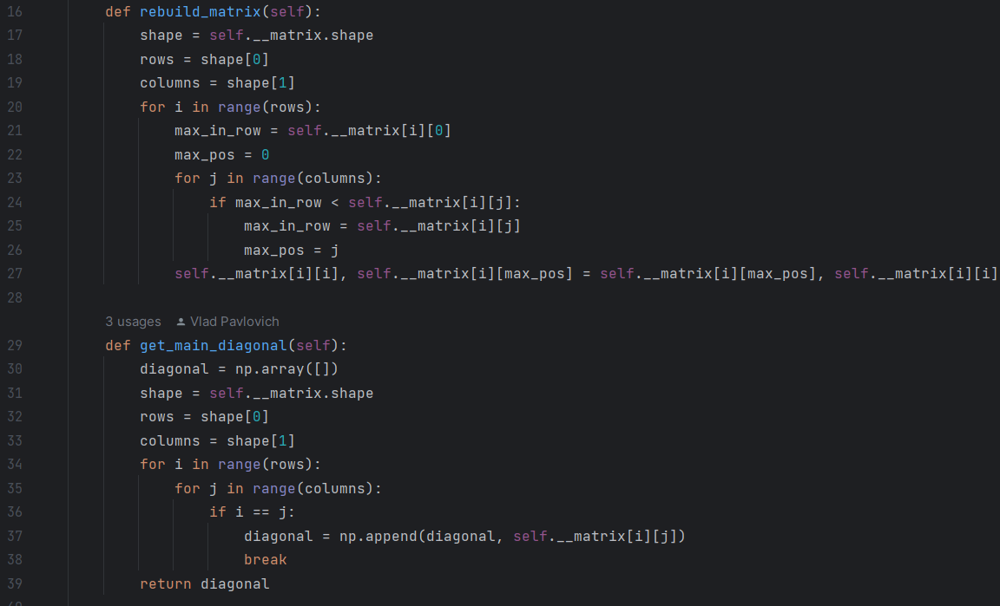 16 def rebuild_matrix(self):
17 shape = self.__matrix.shape
18 rows = shape[0]
19 columns = shape[1]
20 for i in range(rows):
21 max_in_row = self.__matrix[i][0]
22 max_pos = 0
23 for j in range(columns):
24 if max_in_row < self.__matrix[i][j]:
25 max_in_row = self.__matrix[i][j]
26 max_pos = j
27 self.__matrix[i][i], self.__matrix[i][max_pos] = self.__matrix[i][max_pos], self.__matrix[i][i]
28
3 usages Vlad Pavlovich
29 def get_main_diagonal(self):
30 diagonal = np.array([])
31 shape = self.__matrix.shape
32 rows = shape[0]
33 columns = shape[1]
34 for i in range(rows):
35 for j in range(columns):
36 if i == j:
37 diagonal = np.append(diagonal, self.__matrix[i][j])
38 break
39 return diagonal